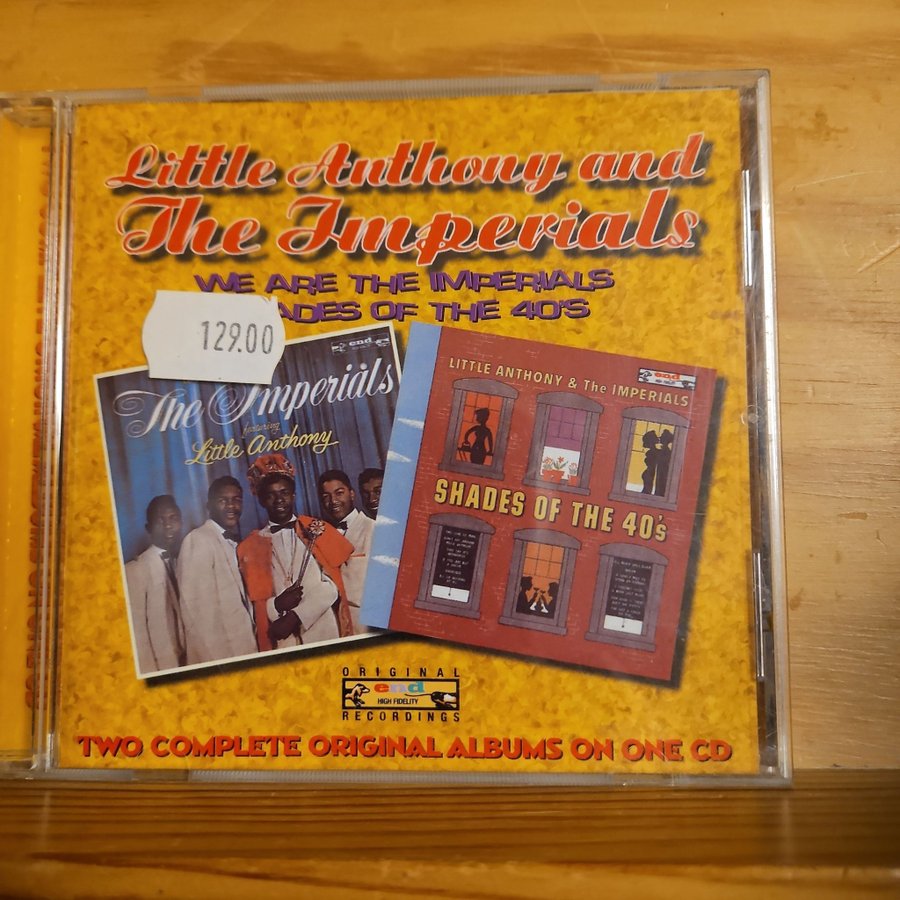 Little Anthony and
The Imperials
WE ARE THE IMPERIALS
ADES OF THE 40'S
129.00
end
The Imperials
featuring
Little Anthony
end
LITTLE ANTHONY & The IMPERIALS
SHADES OF THE 40's
ORIGINAL
end
HIGH FIDELITY
RECORDINGS
TWO COMPLETE ORIGINAL ALBUMS ON ONE CD